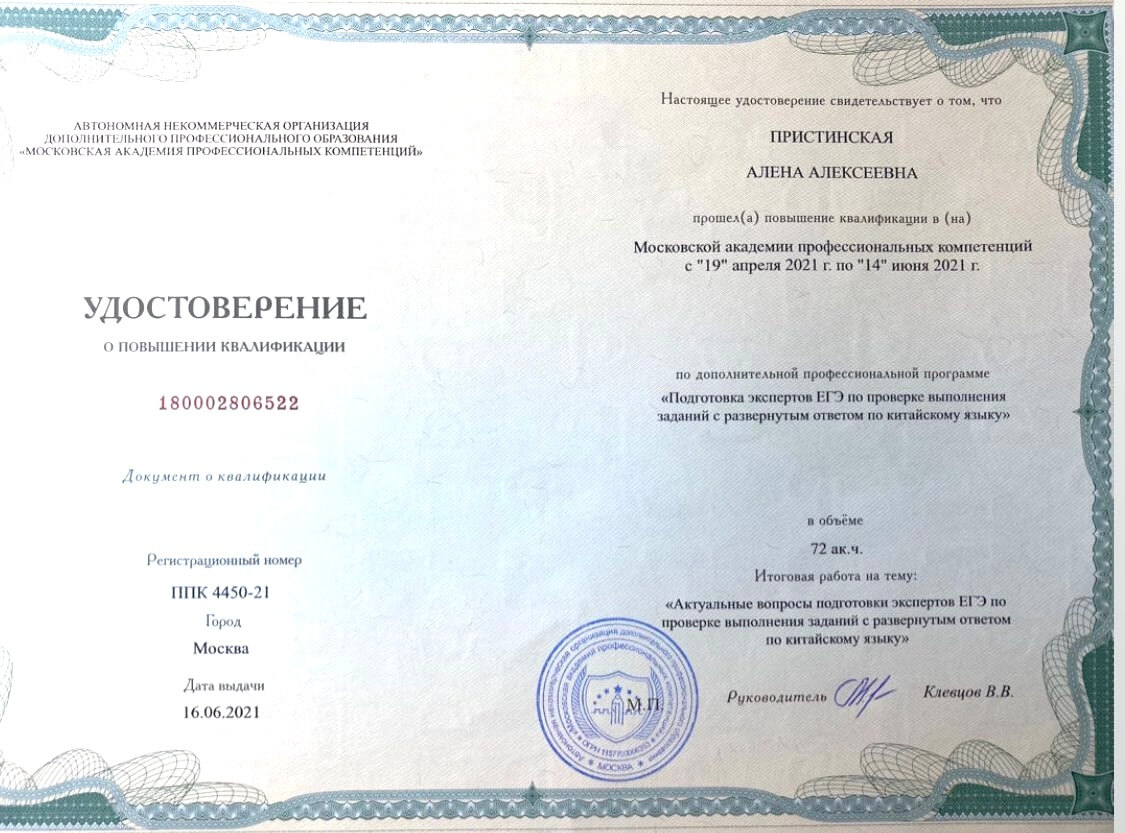 АВТОНОМНАЯ НЕКОММЕРЧЕСКАЯ ОРГАНИЗАЦИЯ
ДОПОЛНИТЕЛЬНОГО ПРОФЕССИОНАЛЬНОГО ОБРАЗОВАНИЯ
«МОСКОВСКАЯ АКАДЕМИЯ ПРОФЕССИОНАЛЬНЫХ КОМПЕТЕНЦИЙ»
УДОСТОВЕРЕНИЕ
О ПОВЫШЕНИИ КВАЛИФИКАЦИИ
180002806522
Документ о квалификации
Регистрационный номер
ППК 4450-21
Город
Москва
Дата выдачи
16.06.2021
Настоящее удостоверение свидетельствует о том, что
ПРИСТИНСКАЯ
АЛЕНА АЛЕКСЕЕВНА
прошел(а) повышение квалификации в (на)
Московской академии профессиональных компетенций
с "19" апреля 2021 г. по "14" июня 2021 г.
по дополнительной профессиональной программе
«Подготовка экспертов ЕГЭ по проверке выполнения
заданий с развернутым ответом по китайскому языку»
в объёме
72 ак.ч.
Итоговая работа на тему:
«Актуальные вопросы подготовки экспертов ЕГЭ по
проверке выполнения заданий с развернутым ответом
по китайскому языку»
М.П.
Руководитель
Клевцов В.В.
Автономная некоммерческая организация дополнительного профессионального образования
«Московская академия профессиональных компетенций»
ОГРН
МОСКВА